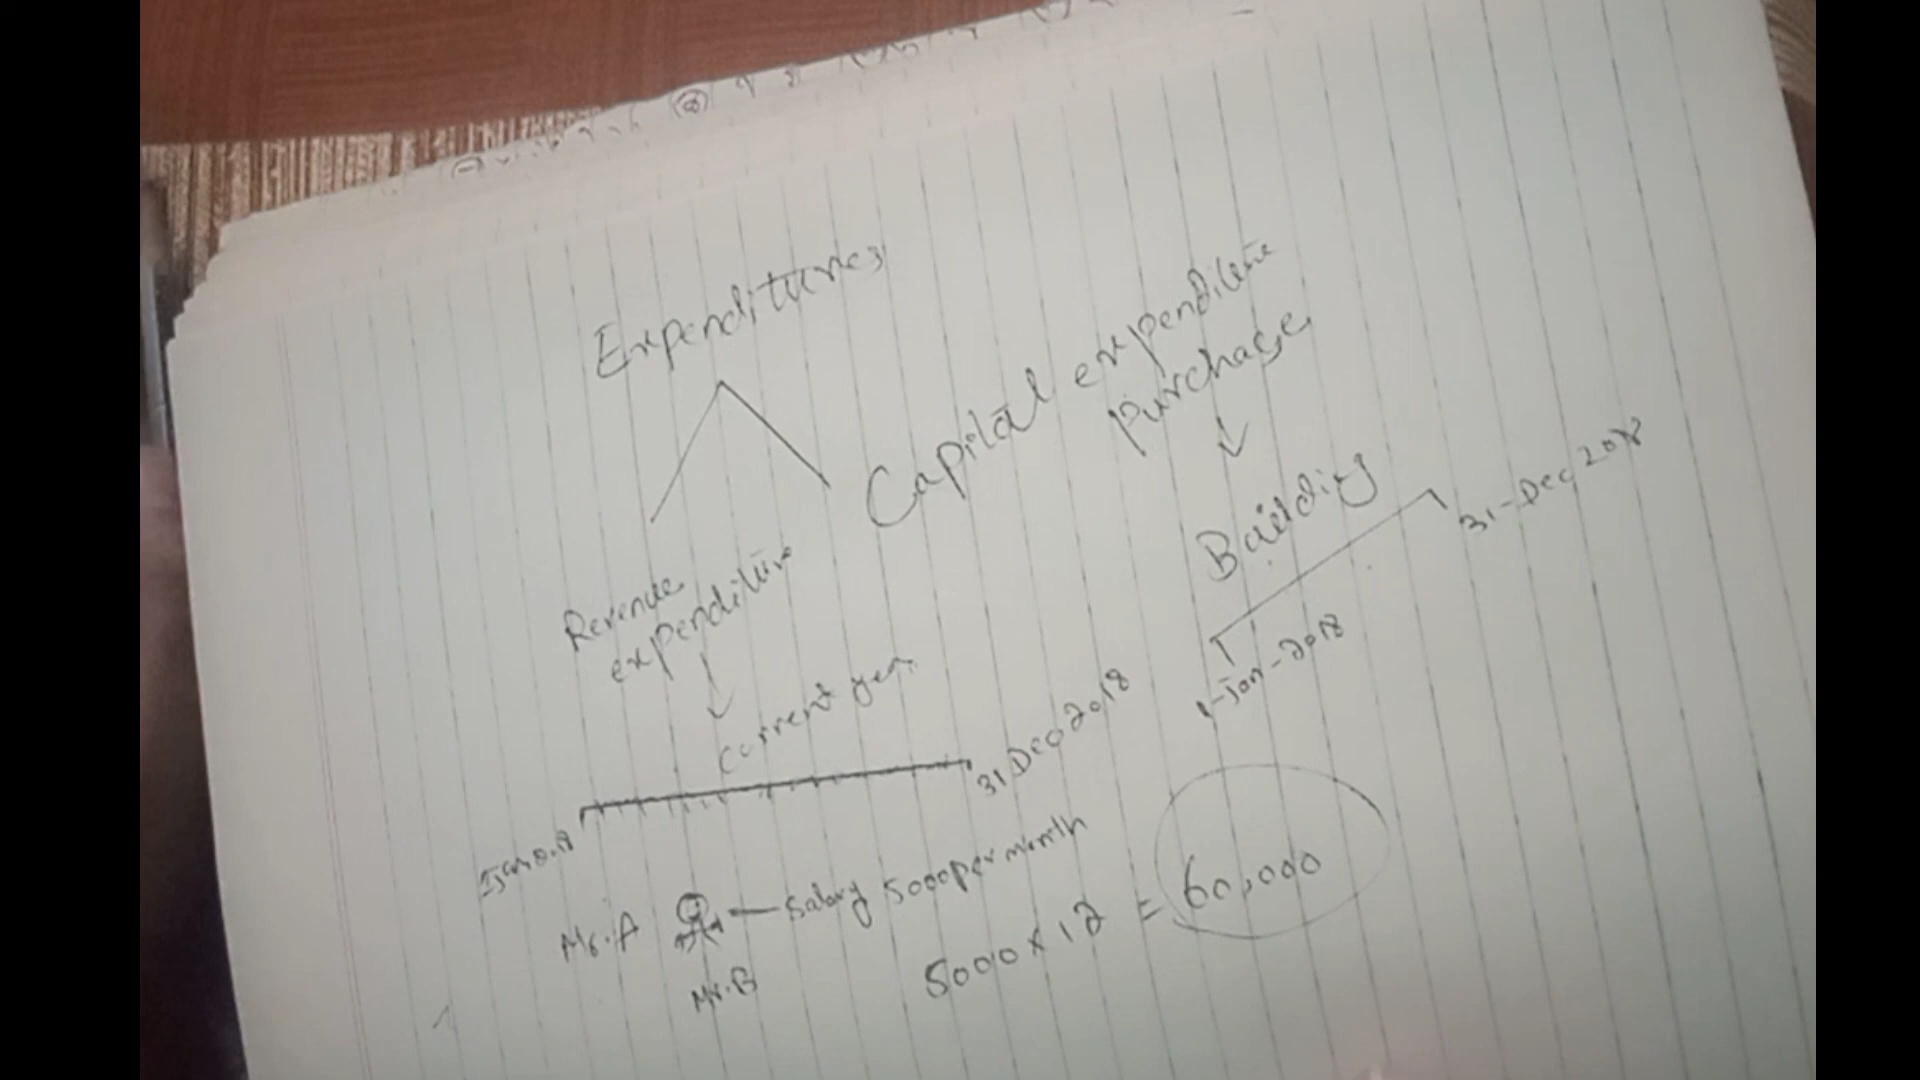 Expenditures
Capital expenditure
Purchase
Building
31-Dec 2018
1-Jan-2018
Revenue
expenditure
Current year
31 Dec 2018
Mr. A
Salary 5000 per month
Mr. B
5000 x 12 = 60,000